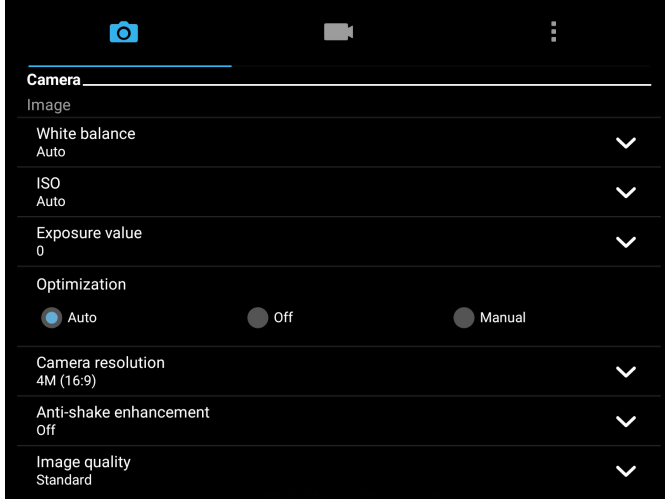 Camera
Image
White balance
Auto
ISO
Auto
Exposure value
0
Optimization
Auto Off Manual
Camera resolution
4M (16:9)
Anti-shake enhancement
Off
Image quality
Standard